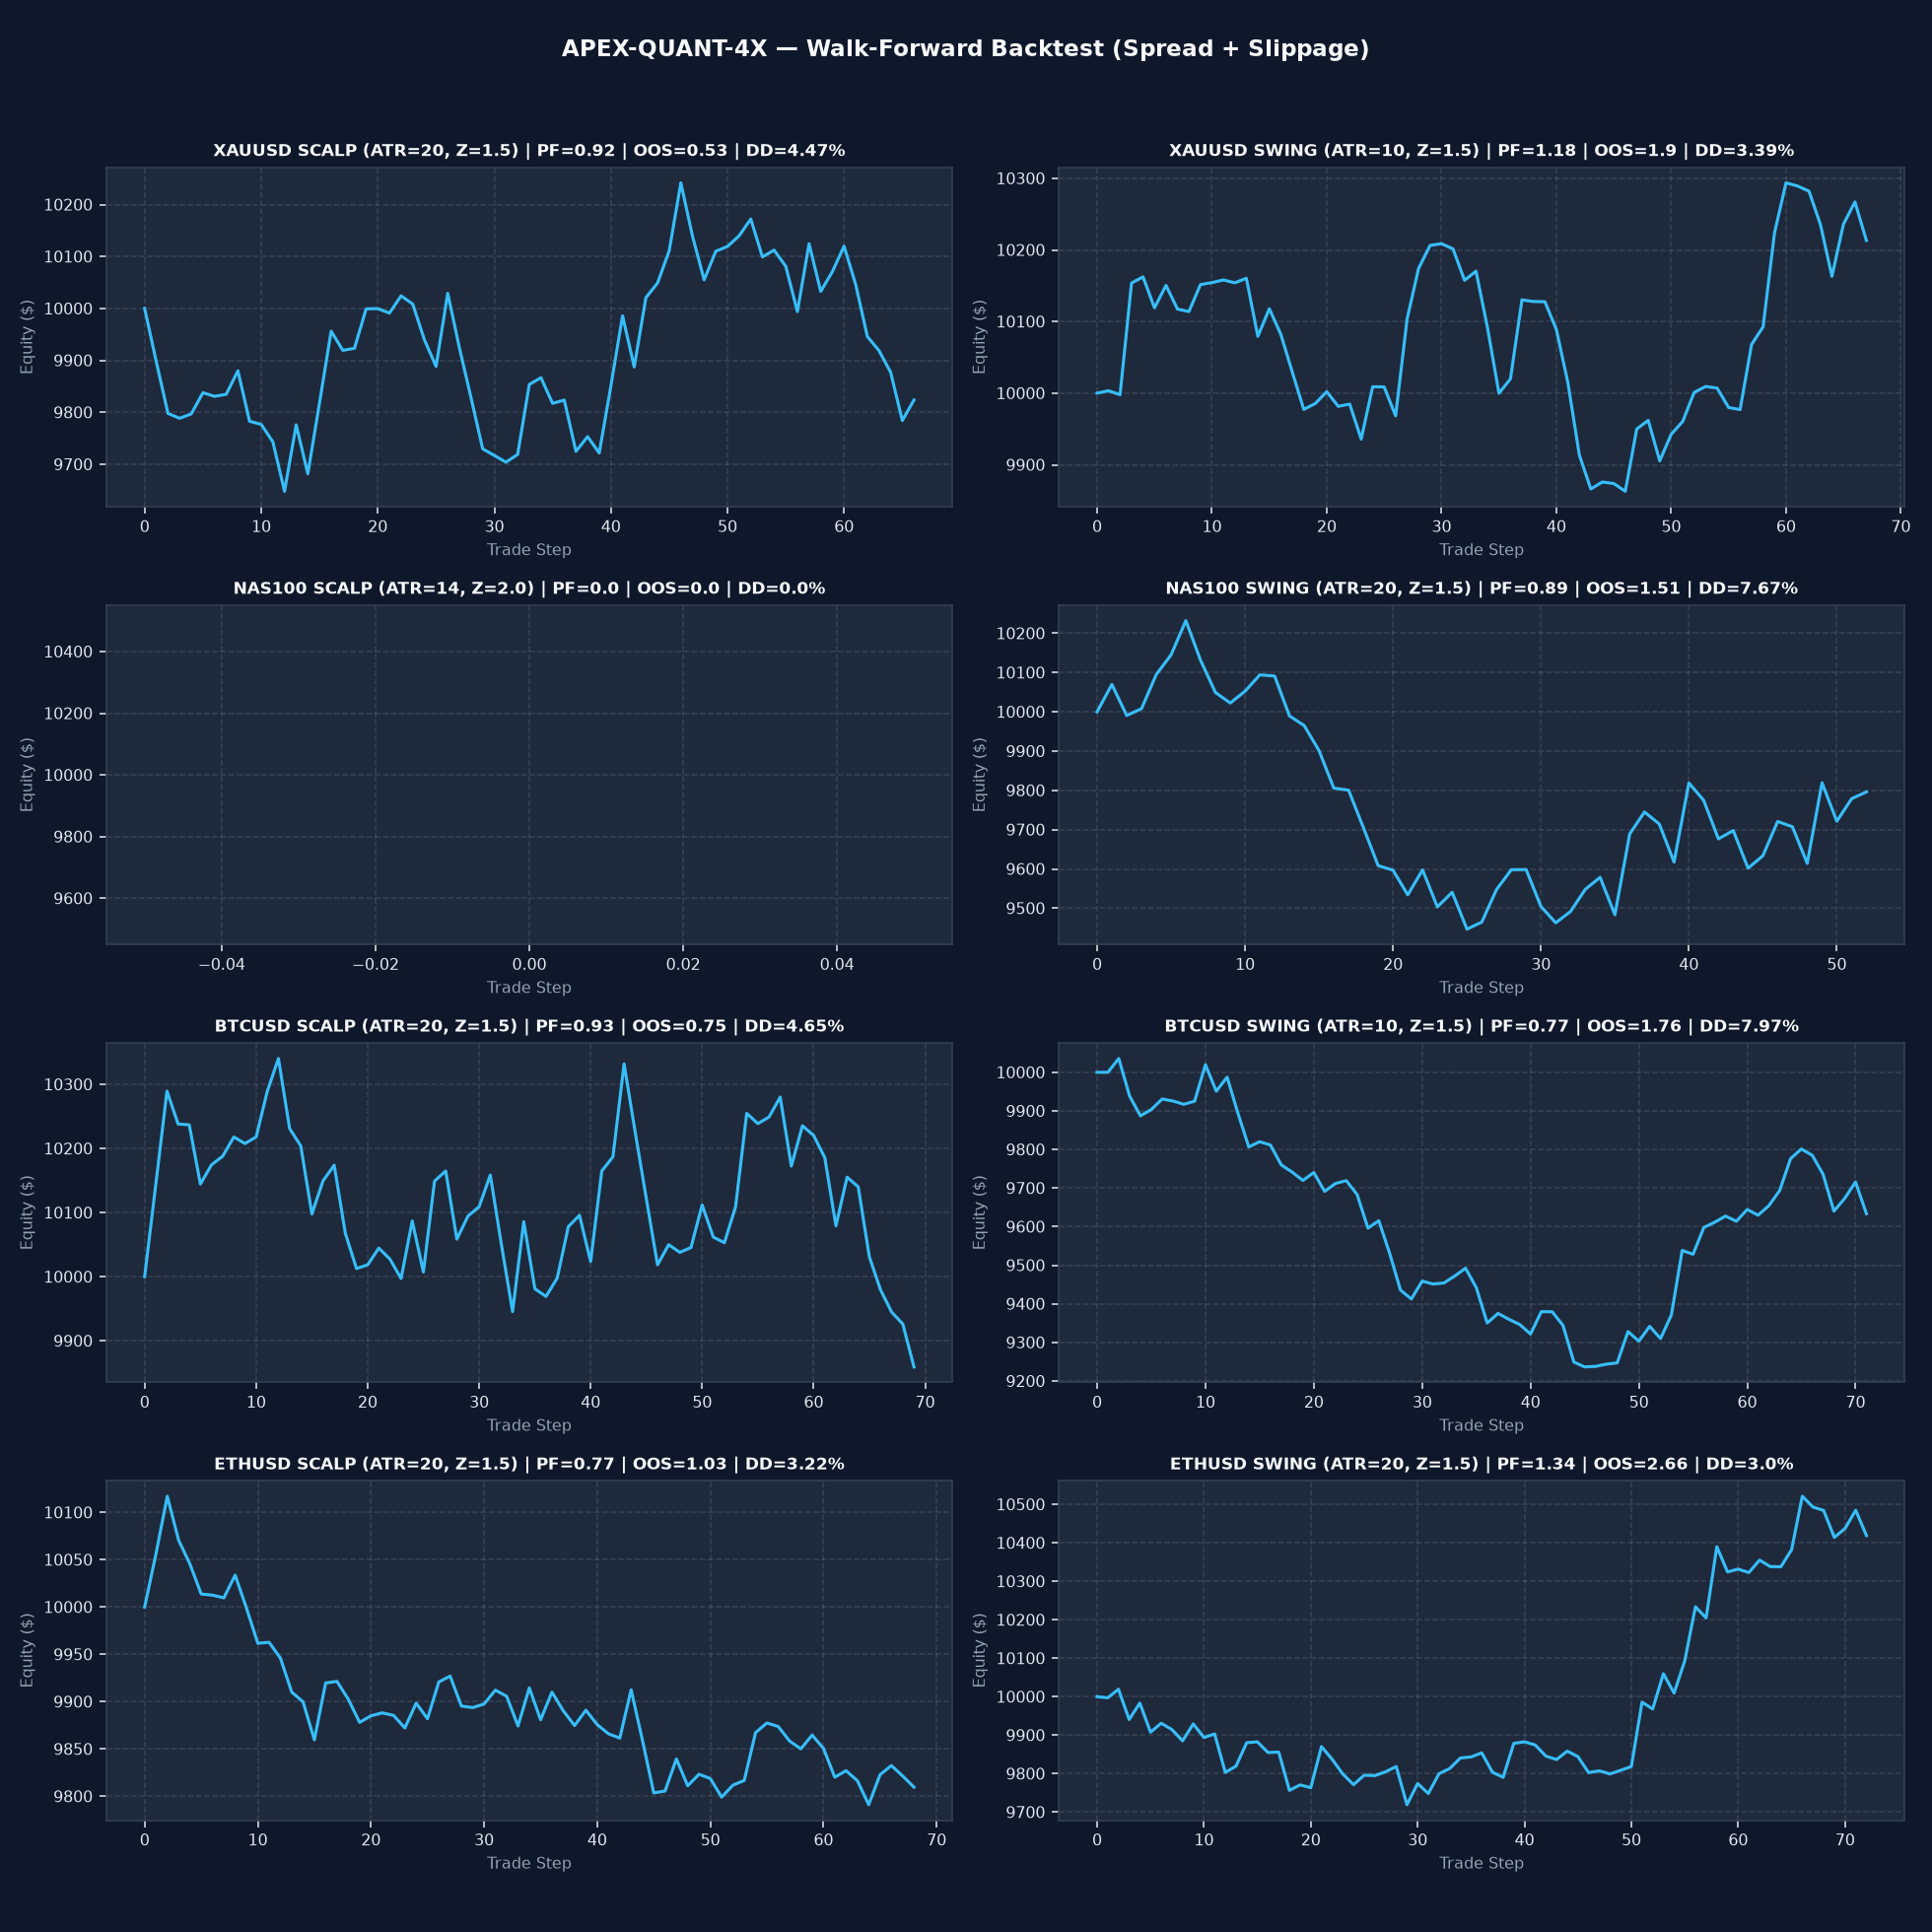 APEX-QUANT-4X — Walk-Forward Backtest (Spread + Slippage)
XAUUSD SCALP (ATR=20, Z=1.5) | PF=0.92 | OOS=0.53 | DD=4.47%
Equity ($)
10200
10100
10000
9900
9800
9700
0 10 20 30 40 50 60
Trade Step
XAUUSD SWING (ATR=10, Z=1.5) | PF=1.18 | OOS=1.9 | DD=3.39%
Equity ($)
10300
10200
10100
10000
9900
0 10 20 30 40 50 60 70
Trade Step
NAS100 SCALP (ATR=14, Z=2.0) | PF=0.0 | OOS=0.0 | DD=0.0%
Equity ($)
10400
10200
10000
9800
9600
−0.04 −0.02 0.00 0.02 0.04
Trade Step
NAS100 SWING (ATR=20, Z=1.5) | PF=0.89 | OOS=1.51 | DD=7.67%
Equity ($)
10200
10100
10000
9900
9800
9700
9600
9500
0 10 20 30 40 50
Trade Step
BTCUSD SCALP (ATR=20, Z=1.5) | PF=0.93 | OOS=0.75 | DD=4.65%
Equity ($)
10300
10200
10100
10000
9900
0 10 20 30 40 50 60 70
Trade Step
BTCUSD SWING (ATR=10, Z=1.5) | PF=0.77 | OOS=1.76 | DD=7.97%
Equity ($)
10000
9900
9800
9700
9600
9500
9400
9300
9200
0 10 20 30 40 50 60 70
Trade Step
ETHUSD SCALP (ATR=20, Z=1.5) | PF=0.77 | OOS=1.03 | DD=3.22%
Equity ($)
10100
10050
10000
9950
9900
9850
9800
0 10 20 30 40 50 60 70
Trade Step
ETHUSD SWING (ATR=20, Z=1.5) | PF=1.34 | OOS=2.66 | DD=3.0%
Equity ($)
10500
10400
10300
10200
10100
10000
9900
9800
9700
0 10 20 30 40 50 60 70
Trade Step